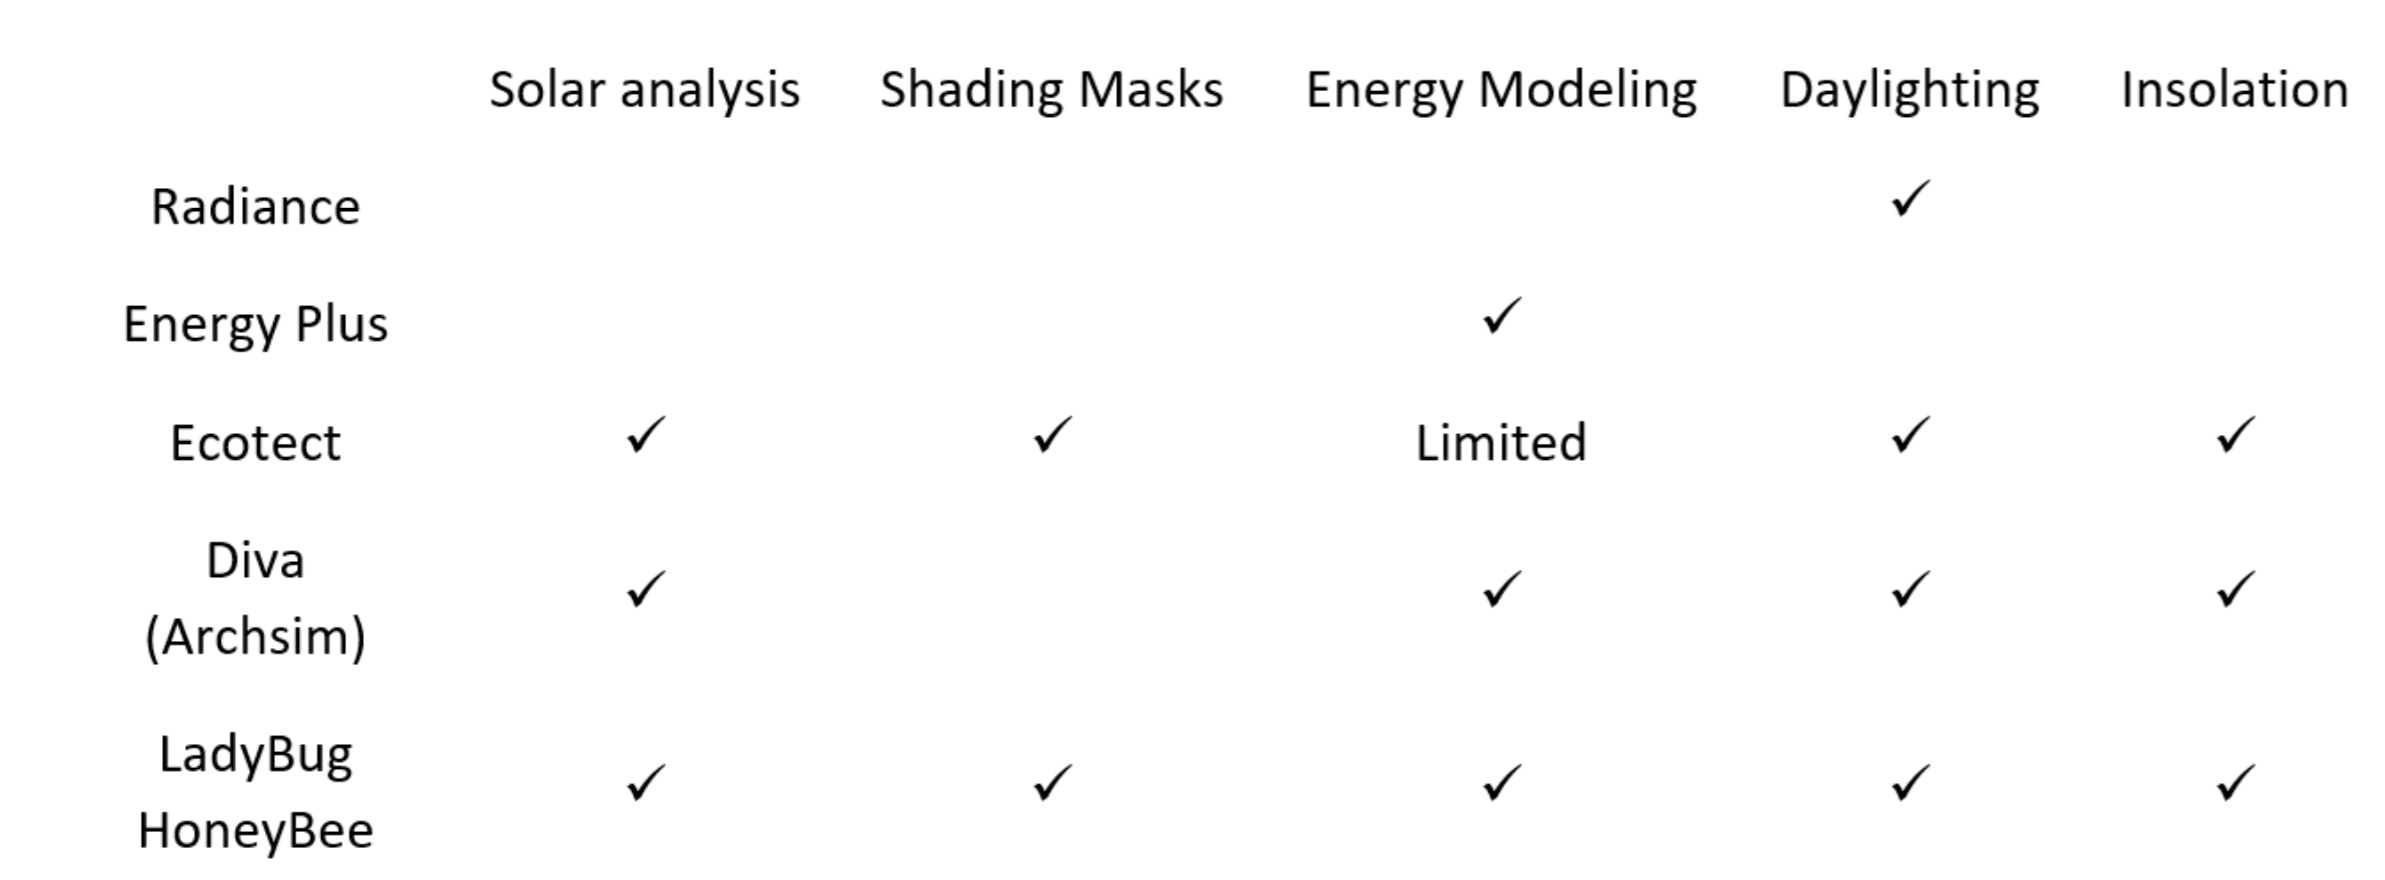 Solar analysis Shading Masks Energy Modeling Daylighting Insolation
Radiance ✓
Energy Plus ✓
Ecotect ✓ ✓ Limited ✓ ✓
Diva
(Archsim) ✓ ✓ ✓ ✓
LadyBug
HoneyBee ✓ ✓ ✓ ✓ ✓